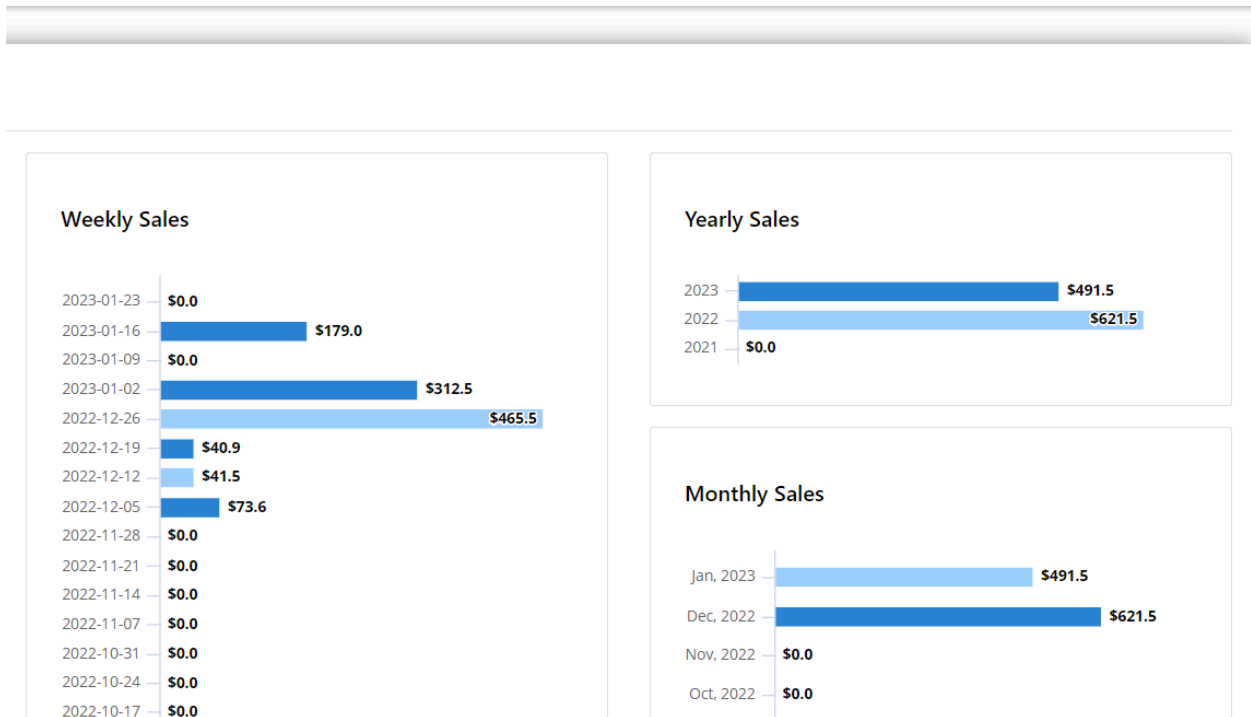 Weekly Sales
2023-01-23 $0.0
2023-01-16 $179.0
2023-01-09 $0.0
2023-01-02 $312.5
2022-12-26 $465.5
2022-12-19 $40.9
2022-12-12 $41.5
2022-12-05 $73.6
2022-11-28 $0.0
2022-11-21 $0.0
2022-11-14 $0.0
2022-11-07 $0.0
2022-10-31 $0.0
2022-10-24 $0.0
2022-10-17 $0.0
Yearly Sales
2023 $491.5
2022 $621.5
2021 $0.0
Monthly Sales
Jan, 2023 $491.5
Dec, 2022 $621.5
Nov, 2022 $0.0
Oct, 2022 $0.0